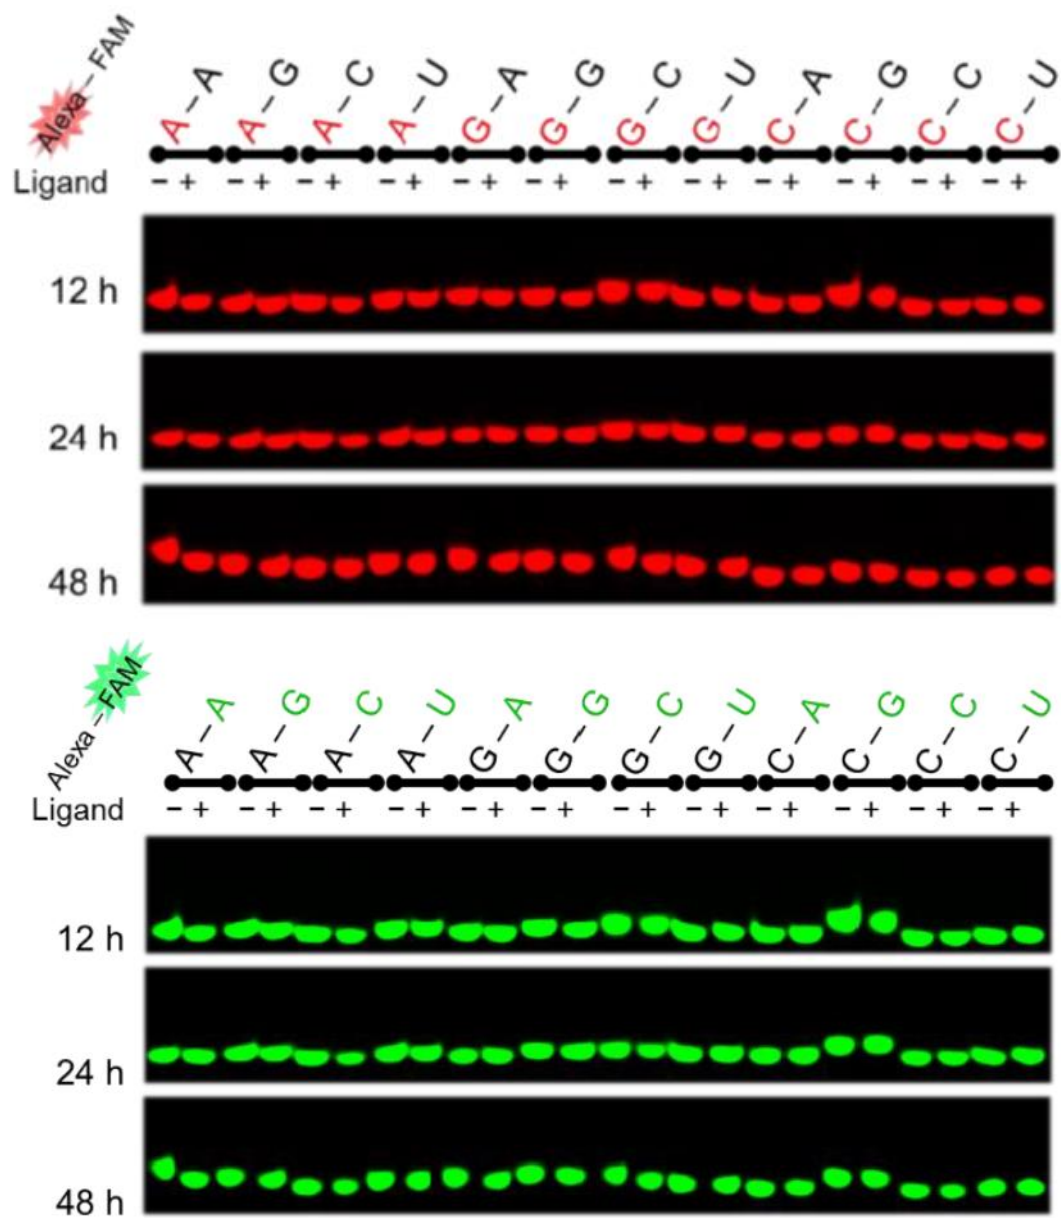 Alexa – FAM
A – A A – G A – C A – U G – A G – G G – C G – U C – A C – G C – C C – U
Ligand – + – + – + – + – + – + – + – + – + – + – + – +
12 h
24 h
48 h
Alexa – FAM
A – A A – G A – C A – U G – A G – G G – C G – U C – A C – G C – C C – U
Ligand – + – + – + – + – + – + – + – + – + – + – + – +
12 h
24 h
48 h